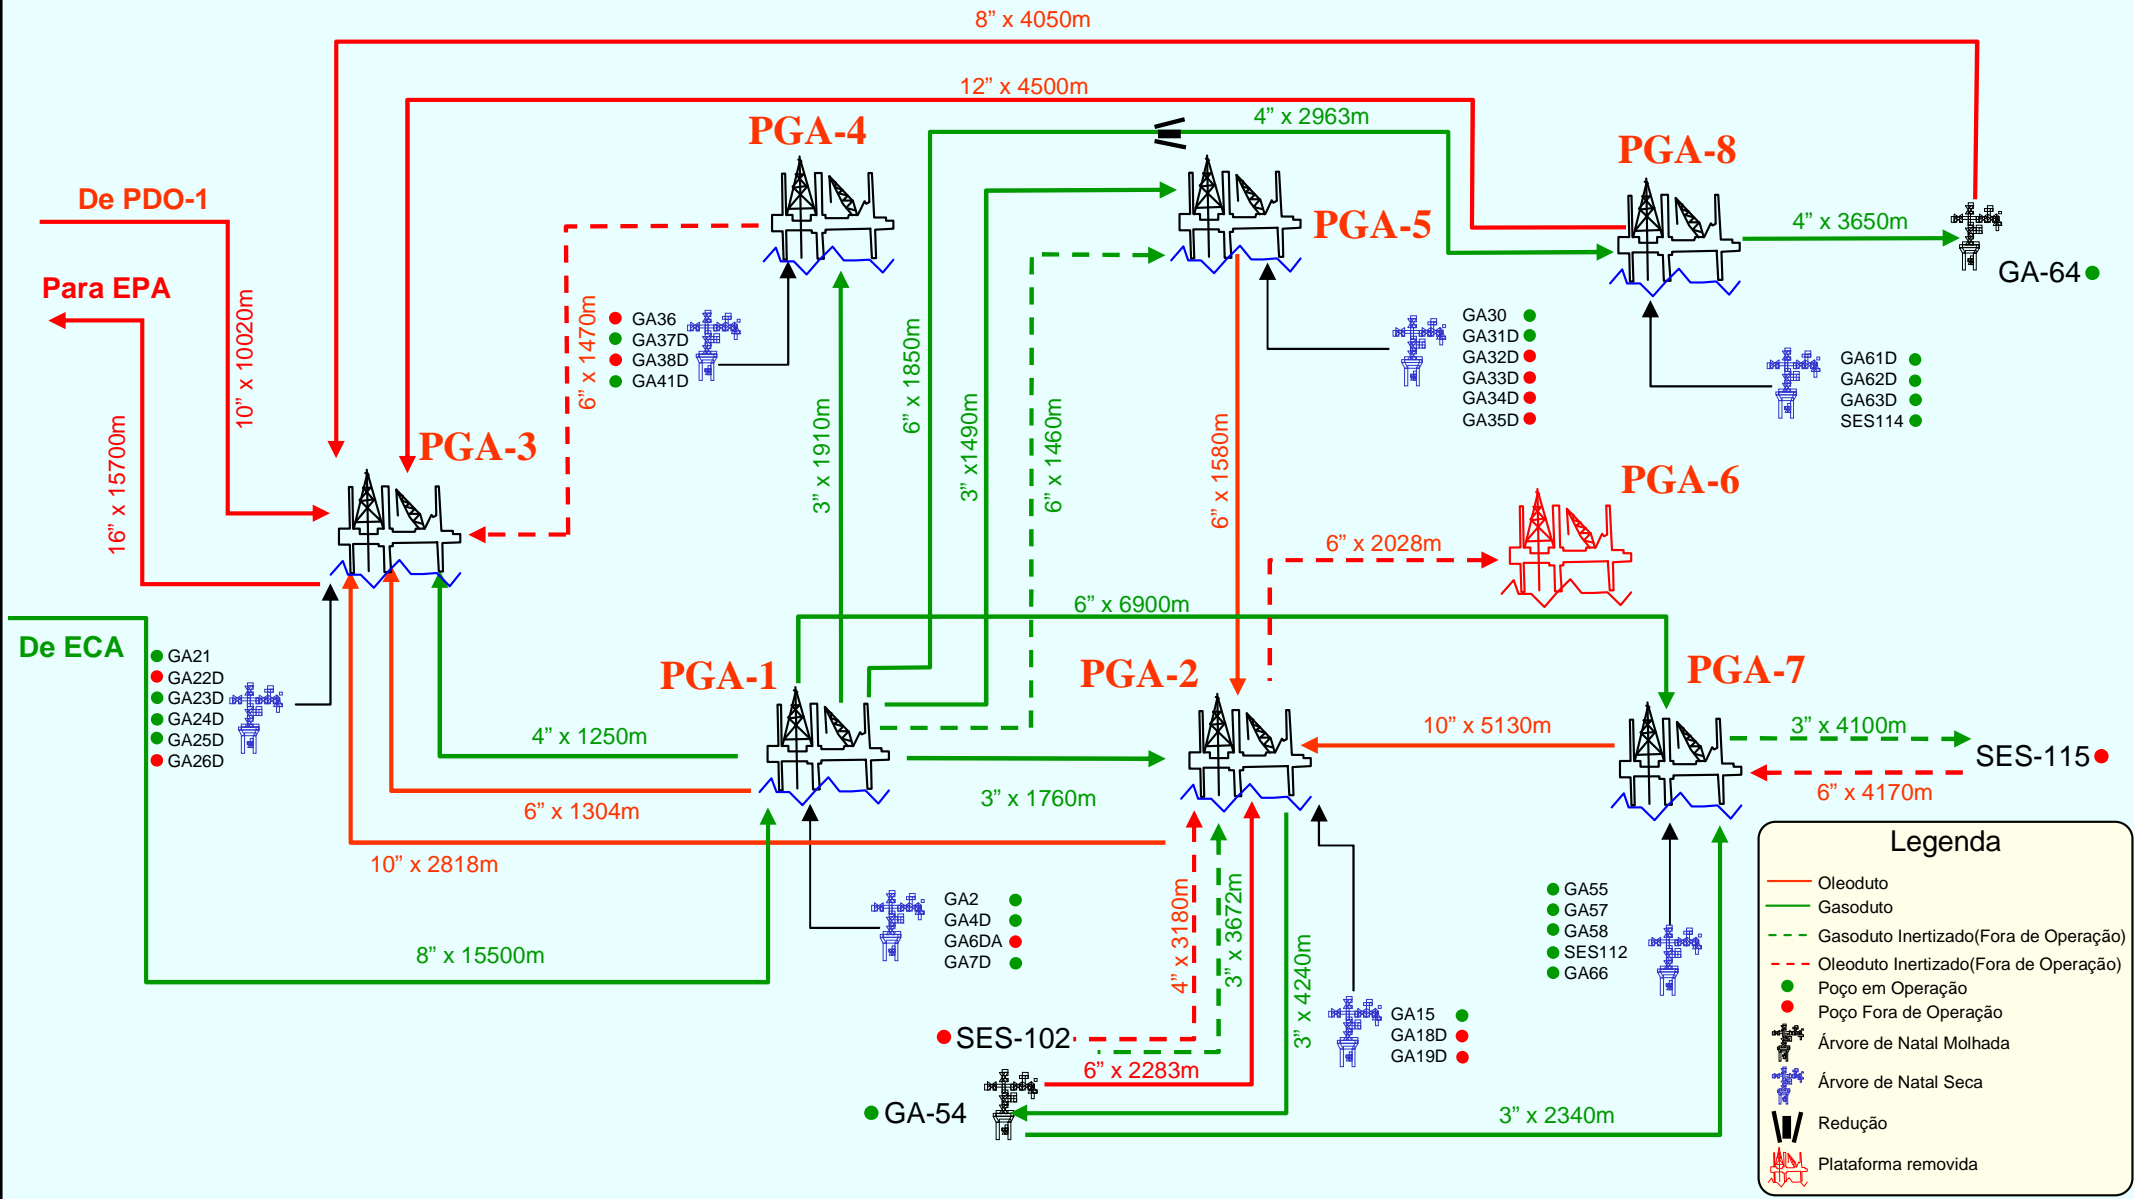 8” x 4050m
12” x 4500m
4” x 2963m
PGA-4
PGA-8
De PDO-1
PGA-5
4” x 3650m
GA-64
Para EPA
10” x 10020m
6” x 1470m
GA36
GA37D
GA38D
GA41D
6” x 1850m
3” x 1910m
3” x1490m
6” x 1460m
6” x 1580m
GA30
GA31D
GA32D
GA33D
GA34D
GA35D
GA61D
GA62D
GA63D
SES114
16” x 15700m
PGA-3
PGA-6
6” x 2028m
6” x 6900m
De ECA
GA21
GA22D
GA23D
GA24D
GA25D
GA26D
PGA-1
PGA-2
PGA-7
4” x 1250m
10” x 5130m
3” x 4100m
SES-115
6” x 4170m
3” x 1760m
6” x 1304m
10” x 2818m
8” x 15500m
GA2
GA4D
GA6DA
GA7D
4” x 3180m
3” x 3672m
3” x 4240m
GA55
GA57
GA58
SES112
GA66
GA15
GA18D
GA19D
SES-102
6” x 2283m
GA-54
3” x 2340m
Legenda
Oleoduto
Gasoduto
Gasoduto Inertizado(Fora de Operação)
Oleoduto Inertizado(Fora de Operação)
Poço em Operação
Poço Fora de Operação
Árvore de Natal Molhada
Árvore de Natal Seca
Redução
Plataforma removida